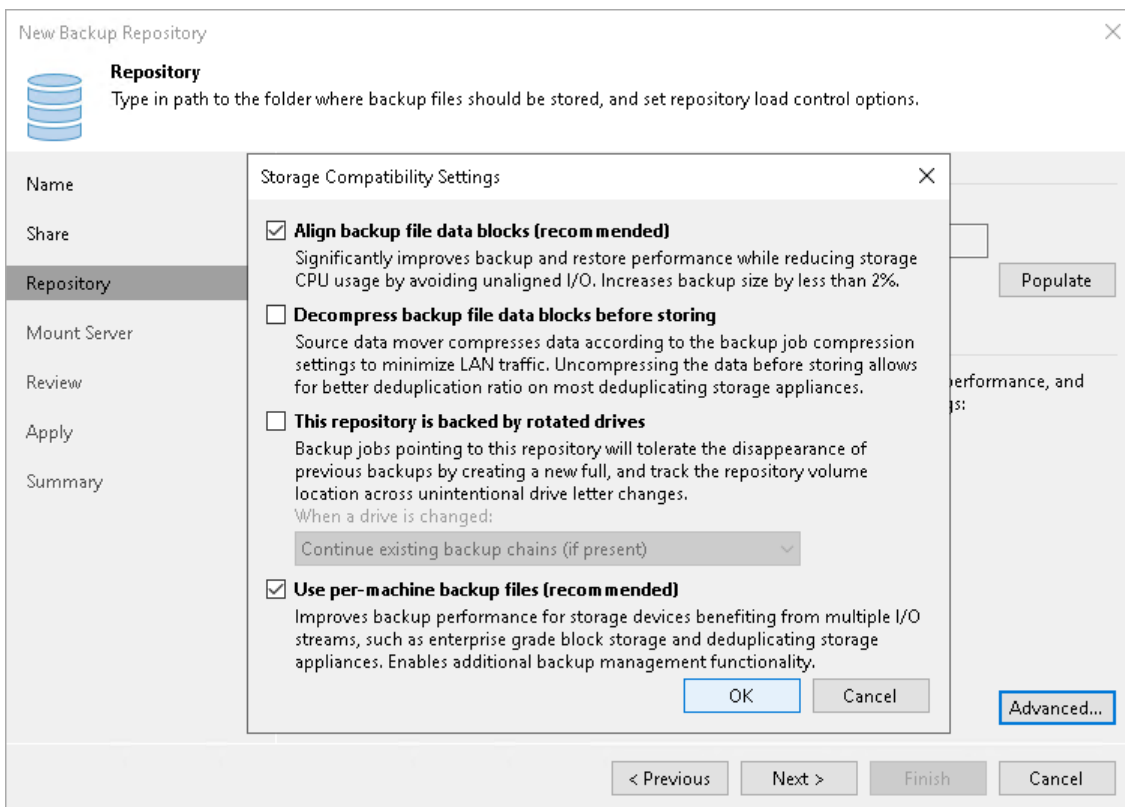 New Backup Repository
Repository
Type in path to the folder where backup files should be stored, and set repository load control options.
Name
Share
Repository
Mount Server
Review
Apply
Summary
Storage Compatibility Settings
Align backup file data blocks (recommended)
Significantly improves backup and restore performance while reducing storage
CPU usage by avoiding unaligned I/O. Increases backup size by less than 2%.
Decompress backup file data blocks before storing
Source data mover compresses data according to the backup job compression
settings to minimize LAN traffic. Uncompressing the data before storing allows
for better deduplication ratio on most deduplicating storage appliances.
This repository is backed by rotated drives
Backup jobs pointing to this repository will tolerate the disappearance of
previous backups by creating a new full, and track the repository volume
location across unintentional drive letter changes.
When a drive is changed:
Continue existing backup chains (if present)
Use per-machine backup files (recommended)
Improves backup performance for storage devices benefiting from multiple I/O
streams, such as enterprise grade block storage and deduplicating storage
appliances. Enables additional backup management functionality.
OK Cancel
Populate
performance, and
gs:
Advanced...
< Previous Next > Finish Cancel